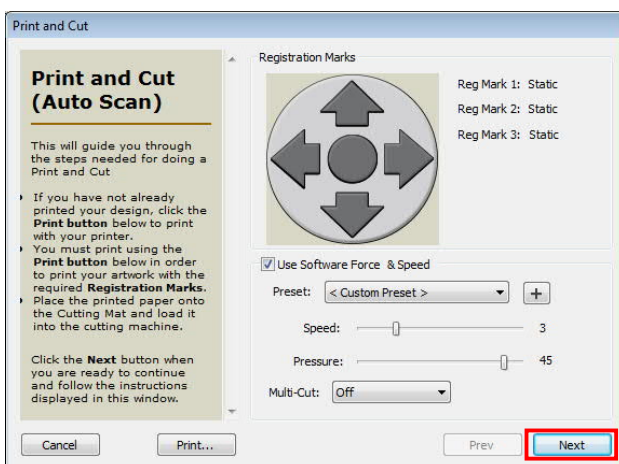 Print and Cut
Print and Cut
(Auto Scan)
This will guide you through
the steps needed for doing a
Print and Cut
If you have not already
printed your design, click the
Print button below to print
with your printer.
You must print using the
Print button below in order
to print your artwork with the
required Registration Marks.
Place the printed paper onto
the Cutting Mat and load it
into the cutting machine.
Click the Next button when
you are ready to continue
and follow the instructions
displayed in this window.
Registration Marks
Reg Mark 1: Static
Reg Mark 2: Static
Reg Mark 3: Static
Use Software Force & Speed
Preset: < Custom Preset > +
Speed: 3
Pressure: 45
Multi-Cut: Off
Cancel Print... Prev Next